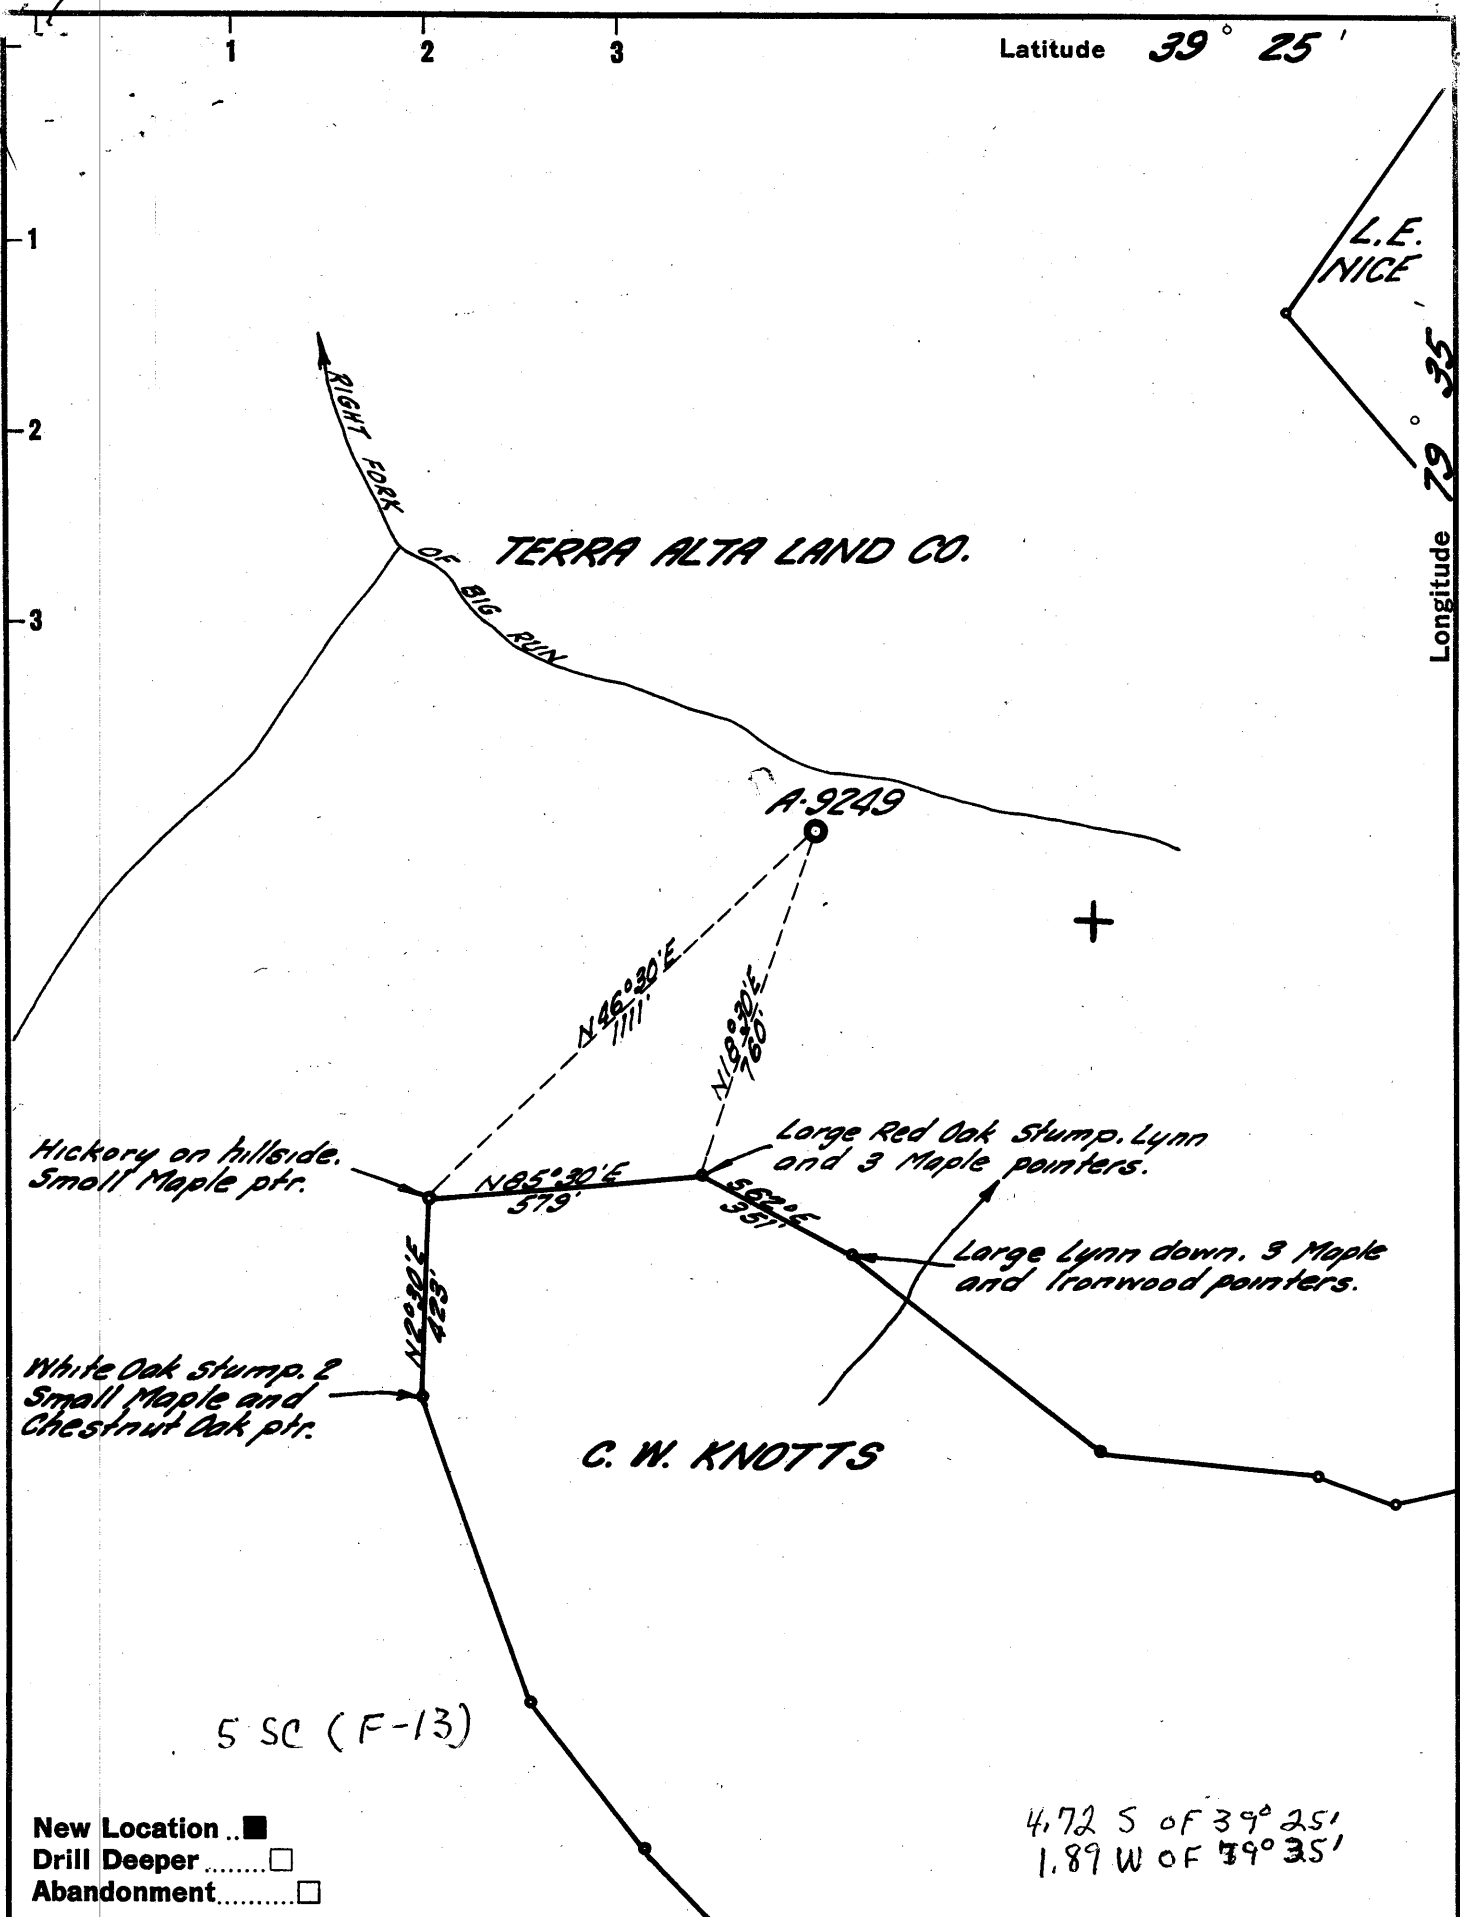 1 2 3 Latitude 39° 25'
1
2
3
L.E.
NICE
Longitude 79° 35'
RIGHT FORK OF BIG RUN
TERRA ALTA LAND CO.
A-9249
N46°30'E
1111'
N18°30'E
760'
Hickory on hillside.
Small Maple ptr.
N85°30'E
579'
Large Red Oak Stump. Lynn
and 3 Maple pointers.
S62°E
351'
Large Lynn down. 3 Maple
and Ironwood pointers.
N2°30'E
423'
White Oak Stump. 2
Small Maple and
Chestnut Oak ptr.
C. W. KNOTTS
5 SC (F-13)
New Location..■
Drill Deeper........□
Abandonment..........□
4.72 S OF 39° 25'
1.89 W OF 79° 35'